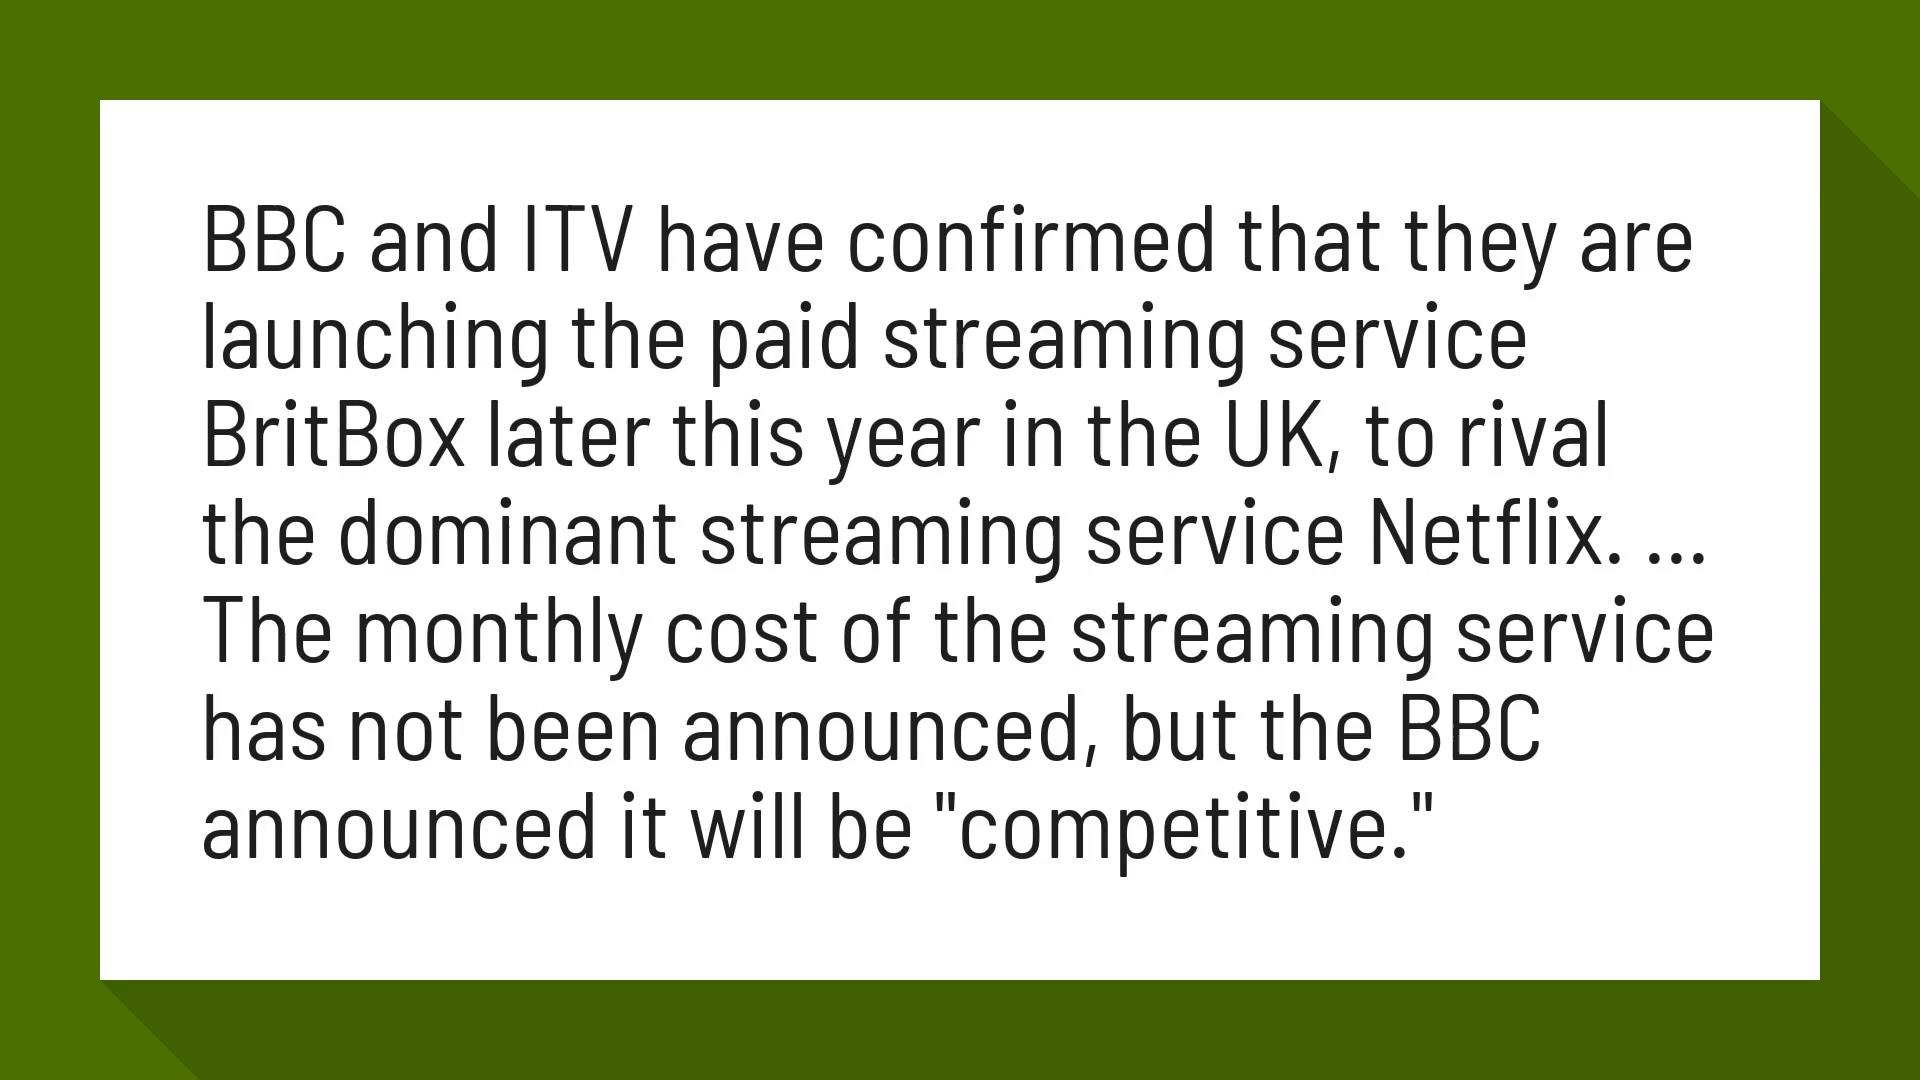 BBC and ITV have confirmed that they are
launching the paid streaming service
BritBox later this year in the UK, to rival
the dominant streaming service Netflix. ...
The monthly cost of the streaming service
has not been announced, but the BBC
announced it will be "competitive."